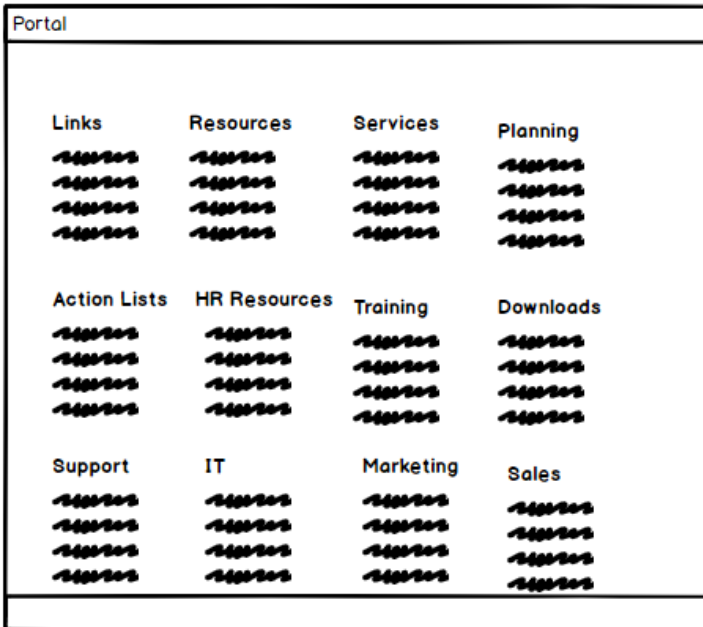 Portal
Links Resources Services Planning
Action Lists HR Resources Training Downloads
Support IT Marketing Sales